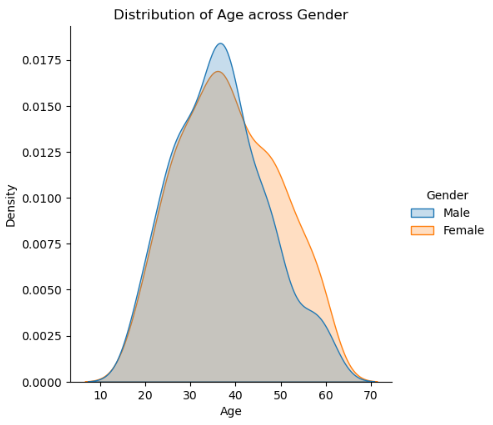 Distribution of Age across Gender
0.0175
0.0150
0.0125
0.0100
0.0075
0.0050
0.0025
0.0000
Density
10 20 30 40 50 60 70
Age
Gender
Male
Female